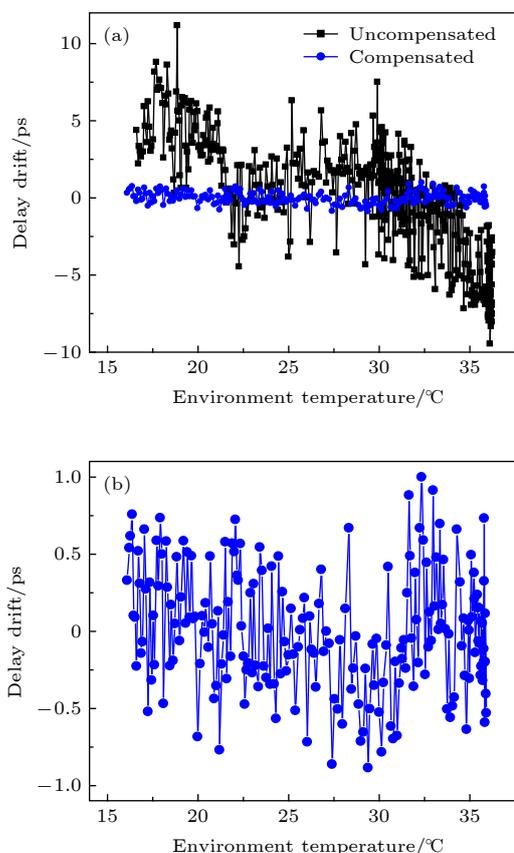 (a)
Uncompensated
Compensated
10
5
0
−5
−10
Delay drift/ps
15 20 25 30 35
Environment temperature/℃
(b)
1.0
0.5
0
−0.5
−1.0
Delay drift/ps
15 20 25 30 35
Environment temperature/℃